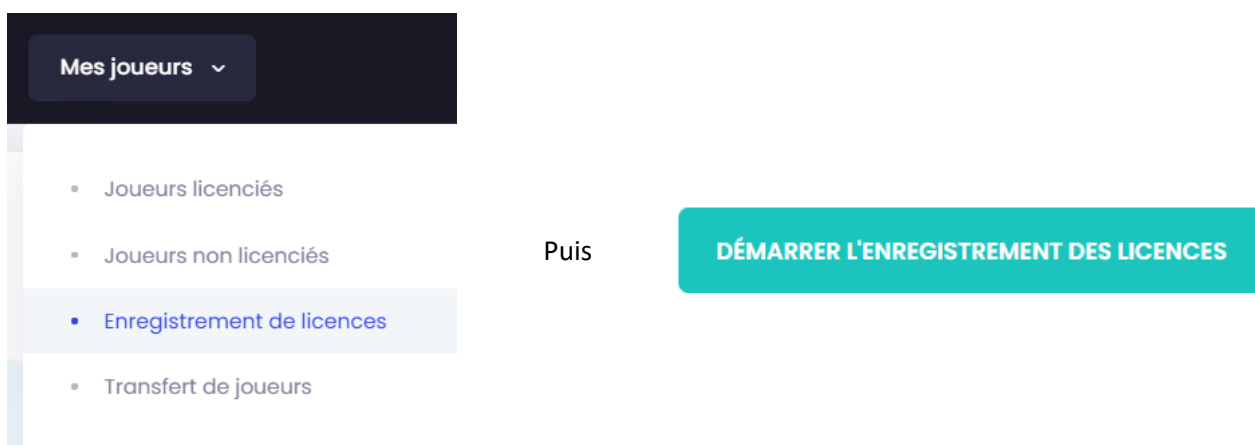 Mes joueurs
Joueurs licenciés
Joueurs non licenciés
Enregistrement de licences
Transfert de joueurs
Puis
DÉMARRER L'ENREGISTREMENT DES LICENCES